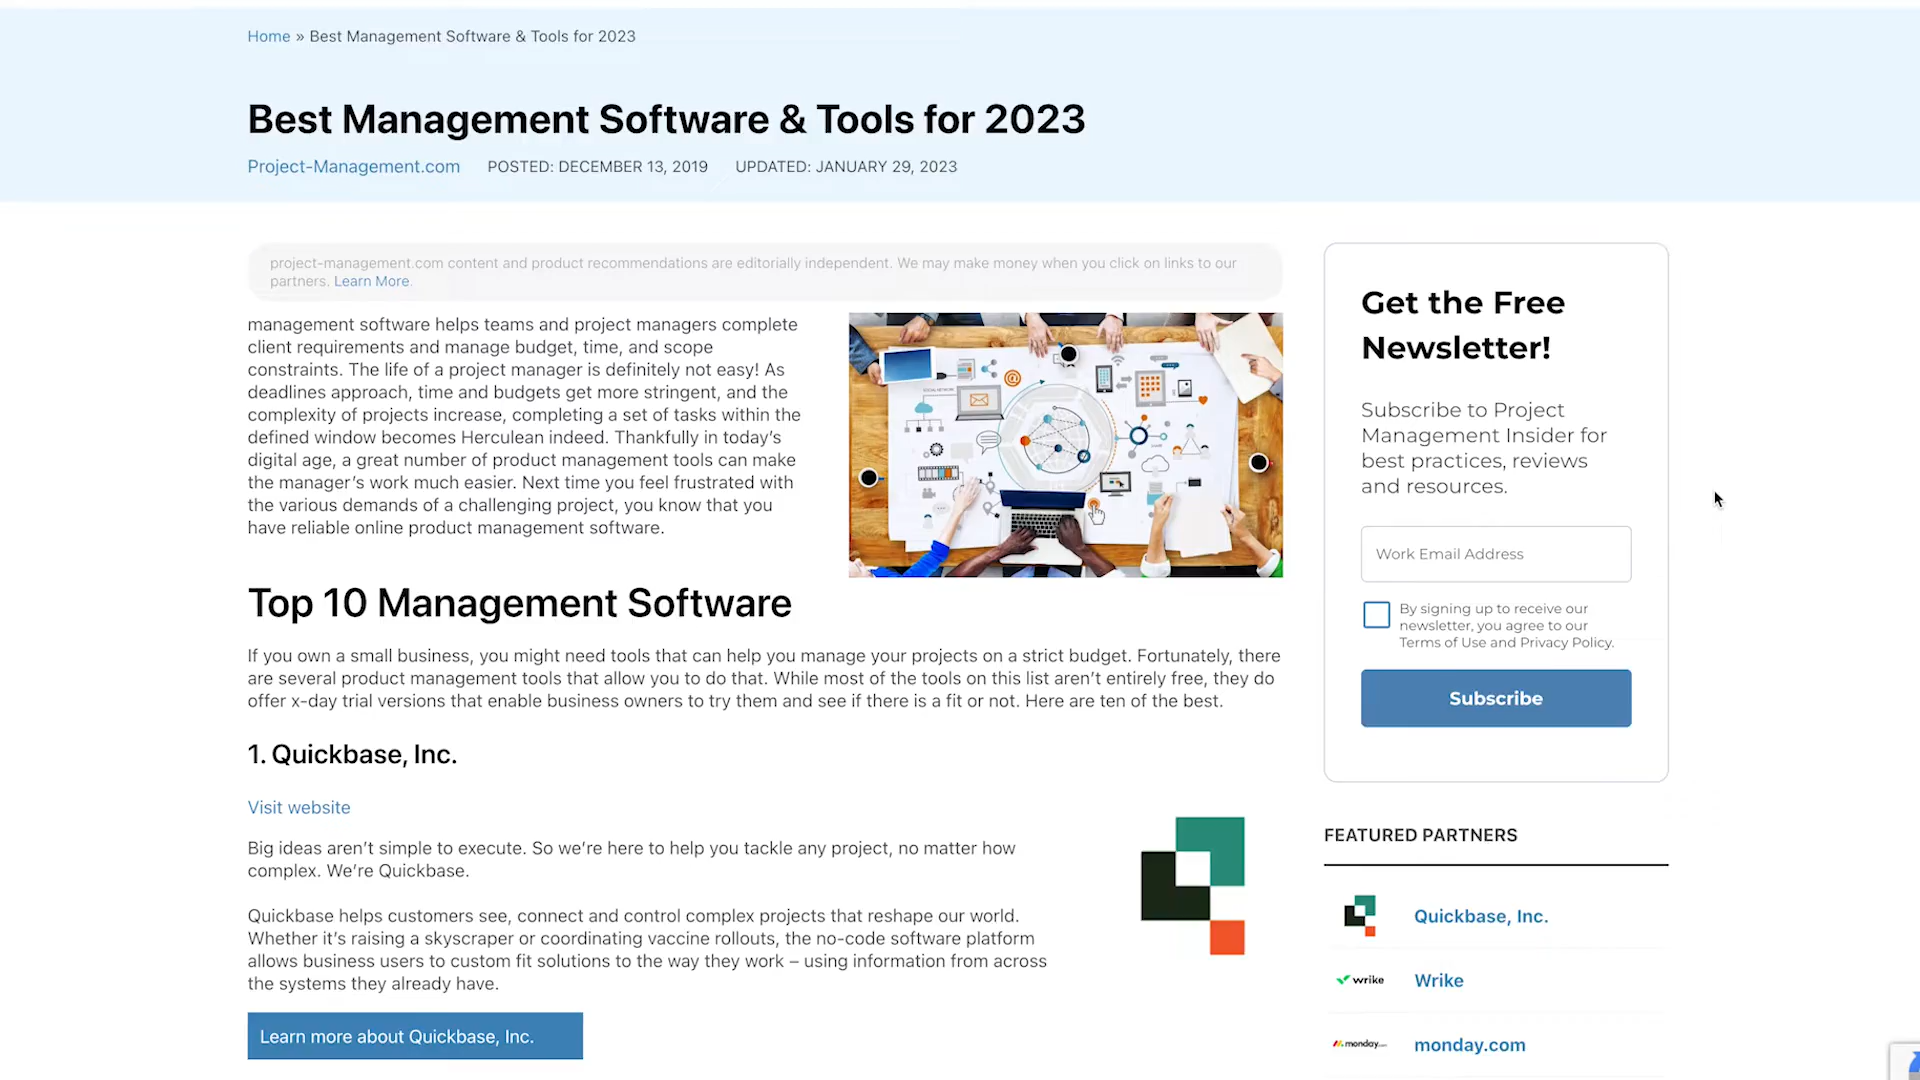 Home » Best Management Software & Tools for 2023
Best Management Software & Tools for 2023
Project-Management.com POSTED: DECEMBER 13, 2019 UPDATED: JANUARY 29, 2023
project-management.com content and product recommendations are editorially independent. We may make money when you click on links to our
partners. Learn More.
management software helps teams and project managers complete
client requirements and manage budget, time, and scope
constraints. The life of a project manager is definitely not easy! As
deadlines approach, time and budgets get more stringent, and the
complexity of projects increase, completing a set of tasks within the
defined window becomes Herculean indeed. Thankfully in today’s
digital age, a great number of product management tools can make
the manager’s work much easier. Next time you feel frustrated with
the various demands of a challenging project, you know that you
have reliable online product management software.
Top 10 Management Software
If you own a small business, you might need tools that can help you manage your projects on a strict budget. Fortunately, there
are several product management tools that allow you to do that. While most of the tools on this list aren’t entirely free, they do
offer x-day trial versions that enable business owners to try them and see if there is a fit or not. Here are ten of the best.
1. Quickbase, Inc.
Visit website
Big ideas aren’t simple to execute. So we’re here to help you tackle any project, no matter how
complex. We’re Quickbase.
Quickbase helps customers see, connect and control complex projects that reshape our world.
Whether it’s raising a skyscraper or coordinating vaccine rollouts, the no-code software platform
allows business users to custom fit solutions to the way they work – using information from across
the systems they already have.
Learn more about Quickbase, Inc.
Get the Free
Newsletter!
Subscribe to Project
Management Insider for
best practices, reviews
and resources.
Work Email Address
By signing up to receive our
newsletter, you agree to our
Terms of Use and Privacy Policy.
Subscribe
FEATURED PARTNERS
Quickbase, Inc.
wrike Wrike
monday.com monday.com